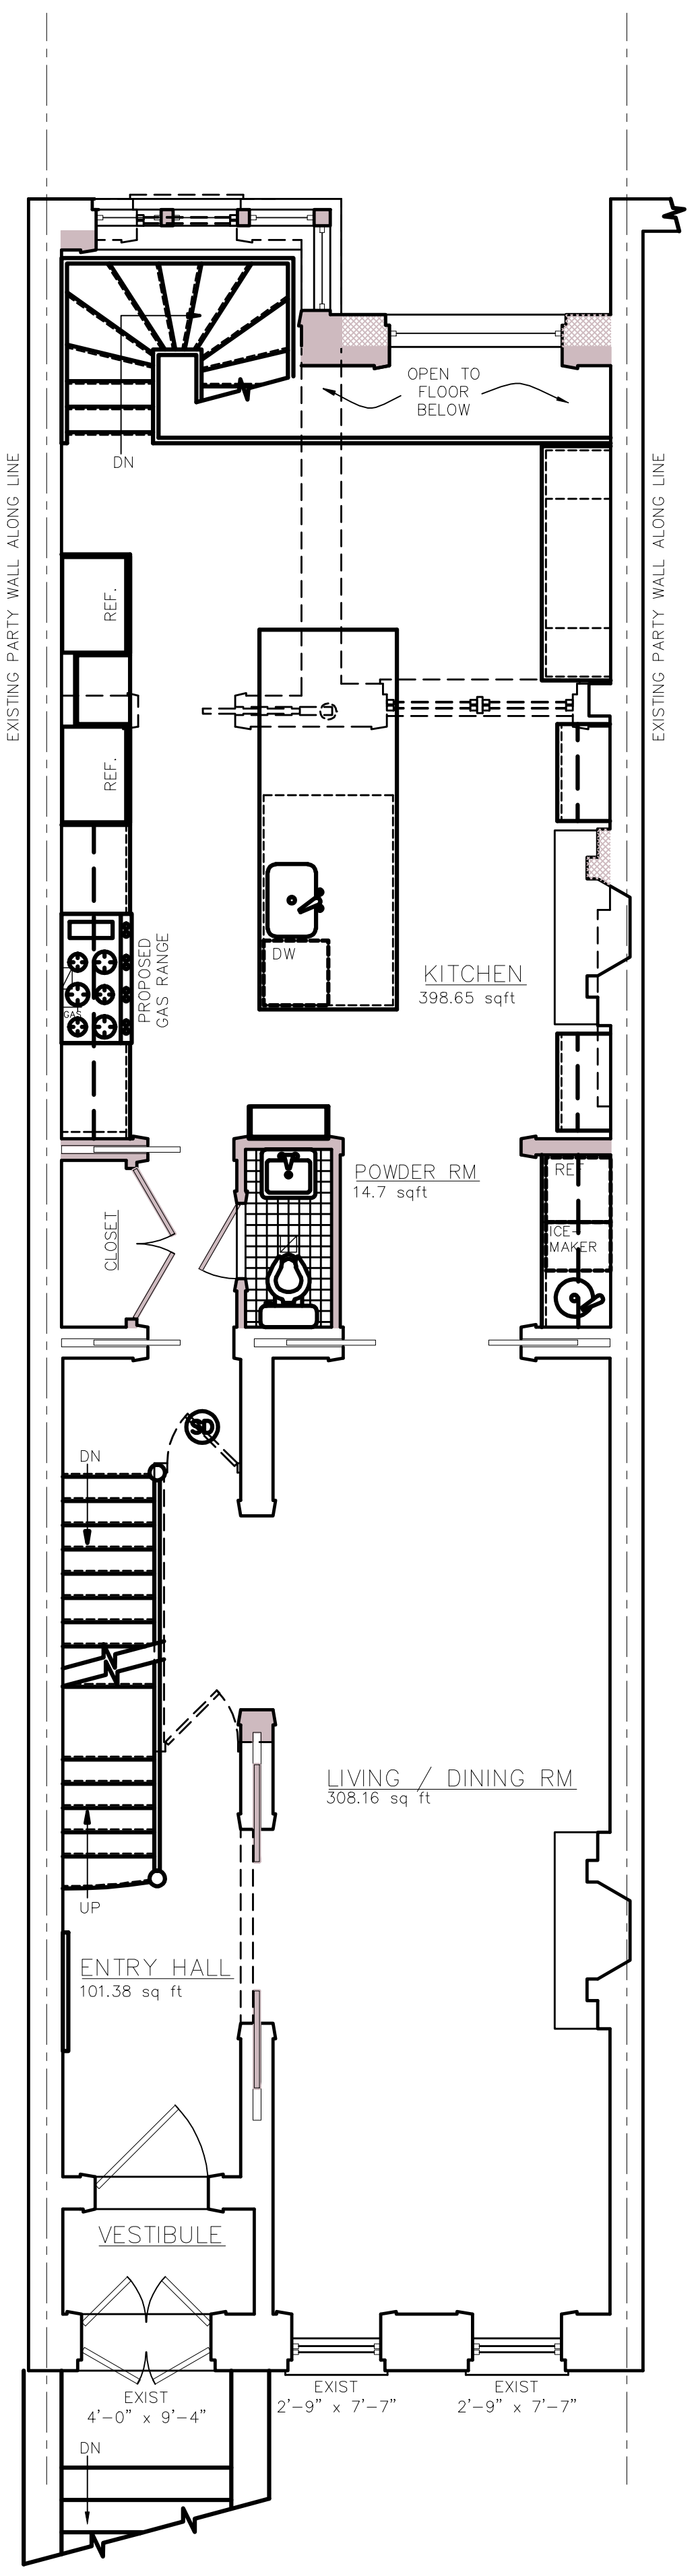 OPEN TO
FLOOR
BELOW
DN
EXISTING PARTY WALL ALONG LINE
EXISTING PARTY WALL ALONG LINE
REF.
REF.
PROPOSED
GAS RANGE
GAS
DW
KITCHEN
398.65 sqft
POWDER RM
14.7 sqft
REF
ICE-
MAKER
CLOSET
SD
DN
LIVING / DINING RM
308.16 sq ft
UP
ENTRY HALL
101.38 sq ft
VESTIBULE
EXIST
4'-0" x 9'-4"
EXIST
2'-9" x 7'-7"
EXIST
2'-9" x 7'-7"
DN